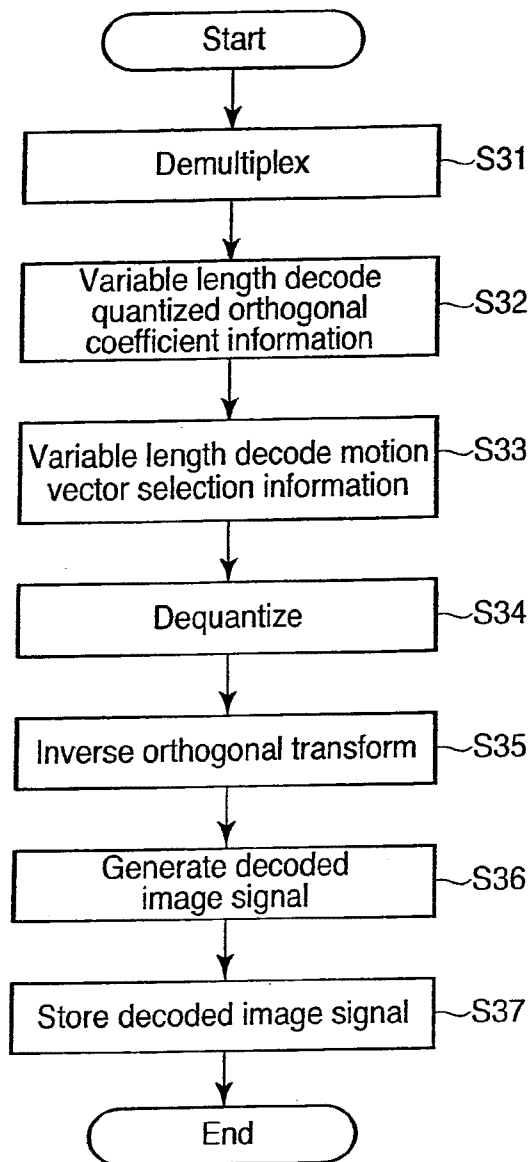 Start
Demultiplex
S31
Variable length decode
quantized orthogonal
coefficient information
S32
Variable length decode motion
vector selection information
S33
Dequantize
S34
Inverse orthogonal transform
S35
Generate decoded
image signal
S36
Store decoded image signal
S37
End